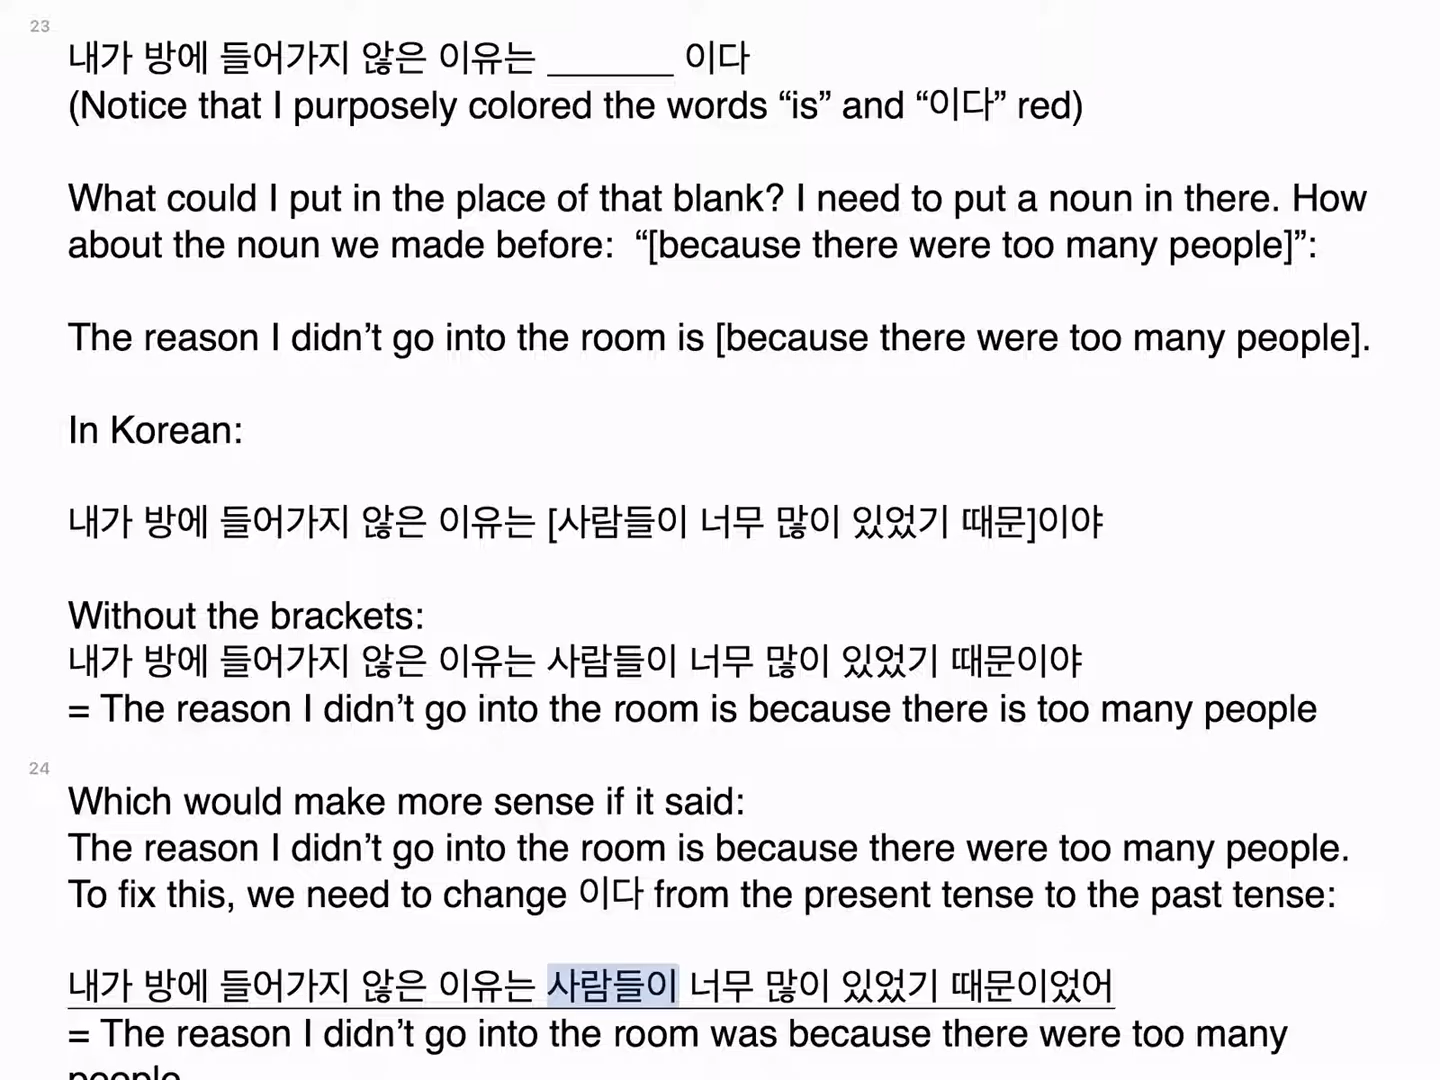 23
내가 방에 들어가지 않은 이유는 _______ 이다
(Notice that I purposely colored the words “is” and “이다” red)
What could I put in the place of that blank? I need to put a noun in there. How
about the noun we made before:  “[because there were too many people]”:
The reason I didn’t go into the room is [because there were too many people].
In Korean:
내가 방에 들어가지 않은 이유는 [사람들이 너무 많이 있었기 때문]이야
Without the brackets:
내가 방에 들어가지 않은 이유는 사람들이 너무 많이 있었기 때문이야
= The reason I didn’t go into the room is because there is too many people
24
Which would make more sense if it said:
The reason I didn’t go into the room is because there were too many people.
To fix this, we need to change 이다 from the present tense to the past tense:
내가 방에 들어가지 않은 이유는 사람들이 너무 많이 있었기 때문이었어
= The reason I didn’t go into the room was because there were too many
people